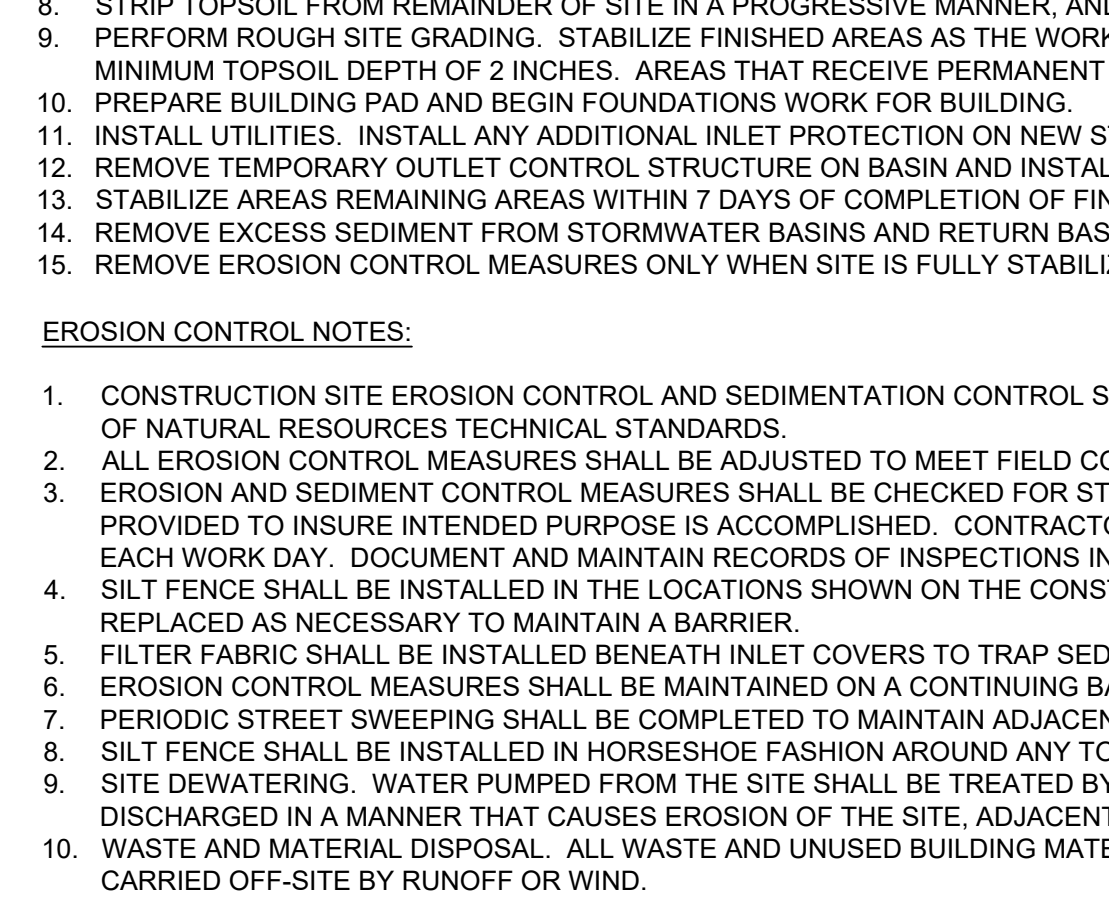 8. STRIP TOPSOIL FROM REMAINDER OF SITE IN A PROGRESSIVE MANNER,
9. PERFORM ROUGH SITE GRADING. STABILIZE FINISHED AREAS AS THE
MINIMUM TOPSOIL DEPTH OF 2 INCHES. AREAS THAT RECEIVE PERMANENT
10. PREPARE BUILDING PAD AND BEGIN FOUNDATIONS WORK FOR BUILDING.
11. INSTALL UTILITIES. INSTALL ANY ADDITIONAL INLET PROTECTION ON NEW
12. REMOVE TEMPORARY OUTLET CONTROL STRUCTURE ON BASIN AND
13. STABILIZE AREAS REMAINING AREAS WITHIN 7 DAYS OF COMPLETION OF
14. REMOVE EXCESS SEDIMENT FROM STORMWATER BASINS AND RETURN
15. REMOVE EROSION CONTROL MEASURES ONLY WHEN SITE IS FULLY
EROSION CONTROL NOTES:
1. CONSTRUCTION SITE EROSION CONTROL AND SEDIMENTATION CONTROL
OF NATURAL RESOURCES TECHNICAL STANDARDS.
2. ALL EROSION CONTROL MEASURES SHALL BE ADJUSTED TO MEET FIELD
3. EROSION AND SEDIMENT CONTROL MEASURES SHALL BE CHECKED FOR
PROVIDED TO INSURE INTENDED PURPOSE IS ACCOMPLISHED.
EACH WORK DAY. DOCUMENT AND MAINTAIN RECORDS OF INSPECTIONS
4. SILT FENCE SHALL BE INSTALLED IN THE LOCATIONS SHOWN ON THE
REPLACED AS NECESSARY TO MAINTAIN A BARRIER.
5. FILTER FABRIC SHALL BE INSTALLED BENEATH INLET COVERS TO TRAP
6. EROSION CONTROL MEASURES SHALL BE MAINTAINED ON A CONTINUING
7. PERIODIC STREET SWEEPING SHALL BE COMPLETED TO MAINTAIN
8. SILT FENCE SHALL BE INSTALLED IN HORSESHOE FASHION AROUND ANY
9. SITE DEWATERING. WATER PUMPED FROM THE SITE SHALL BE TREATED BY
DISCHARGED IN A MANNER THAT CAUSES EROSION OF THE SITE,
10. WASTE AND MATERIAL DISPOSAL. ALL WASTE AND UNUSED BUILDING
CARRIED OFF-SITE BY RUNOFF OR WIND.